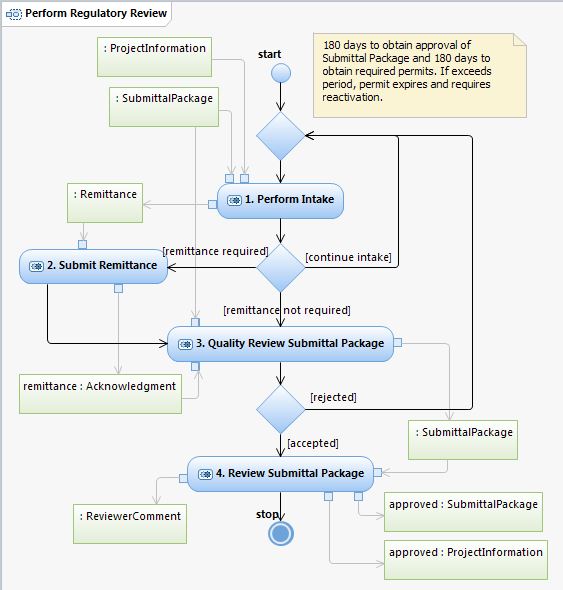 Perform Regulatory Review
: ProjectInformation
start
180 days to obtain approval of
Submittal Package and 180 days to
obtain required permits. If exceeds
period, permit expires and requires
reactivation.
: SubmittalPackage
: Remittance
1. Perform Intake
[remittance required]
[continue intake]
2. Submit Remittance
[remittance not required]
3. Quality Review Submittal Package
remittance : Acknowledgment
[rejected]
: SubmittalPackage
[accepted]
4. Review Submittal Package
: ReviewerComment
stop
approved : SubmittalPackage
approved : ProjectInformation